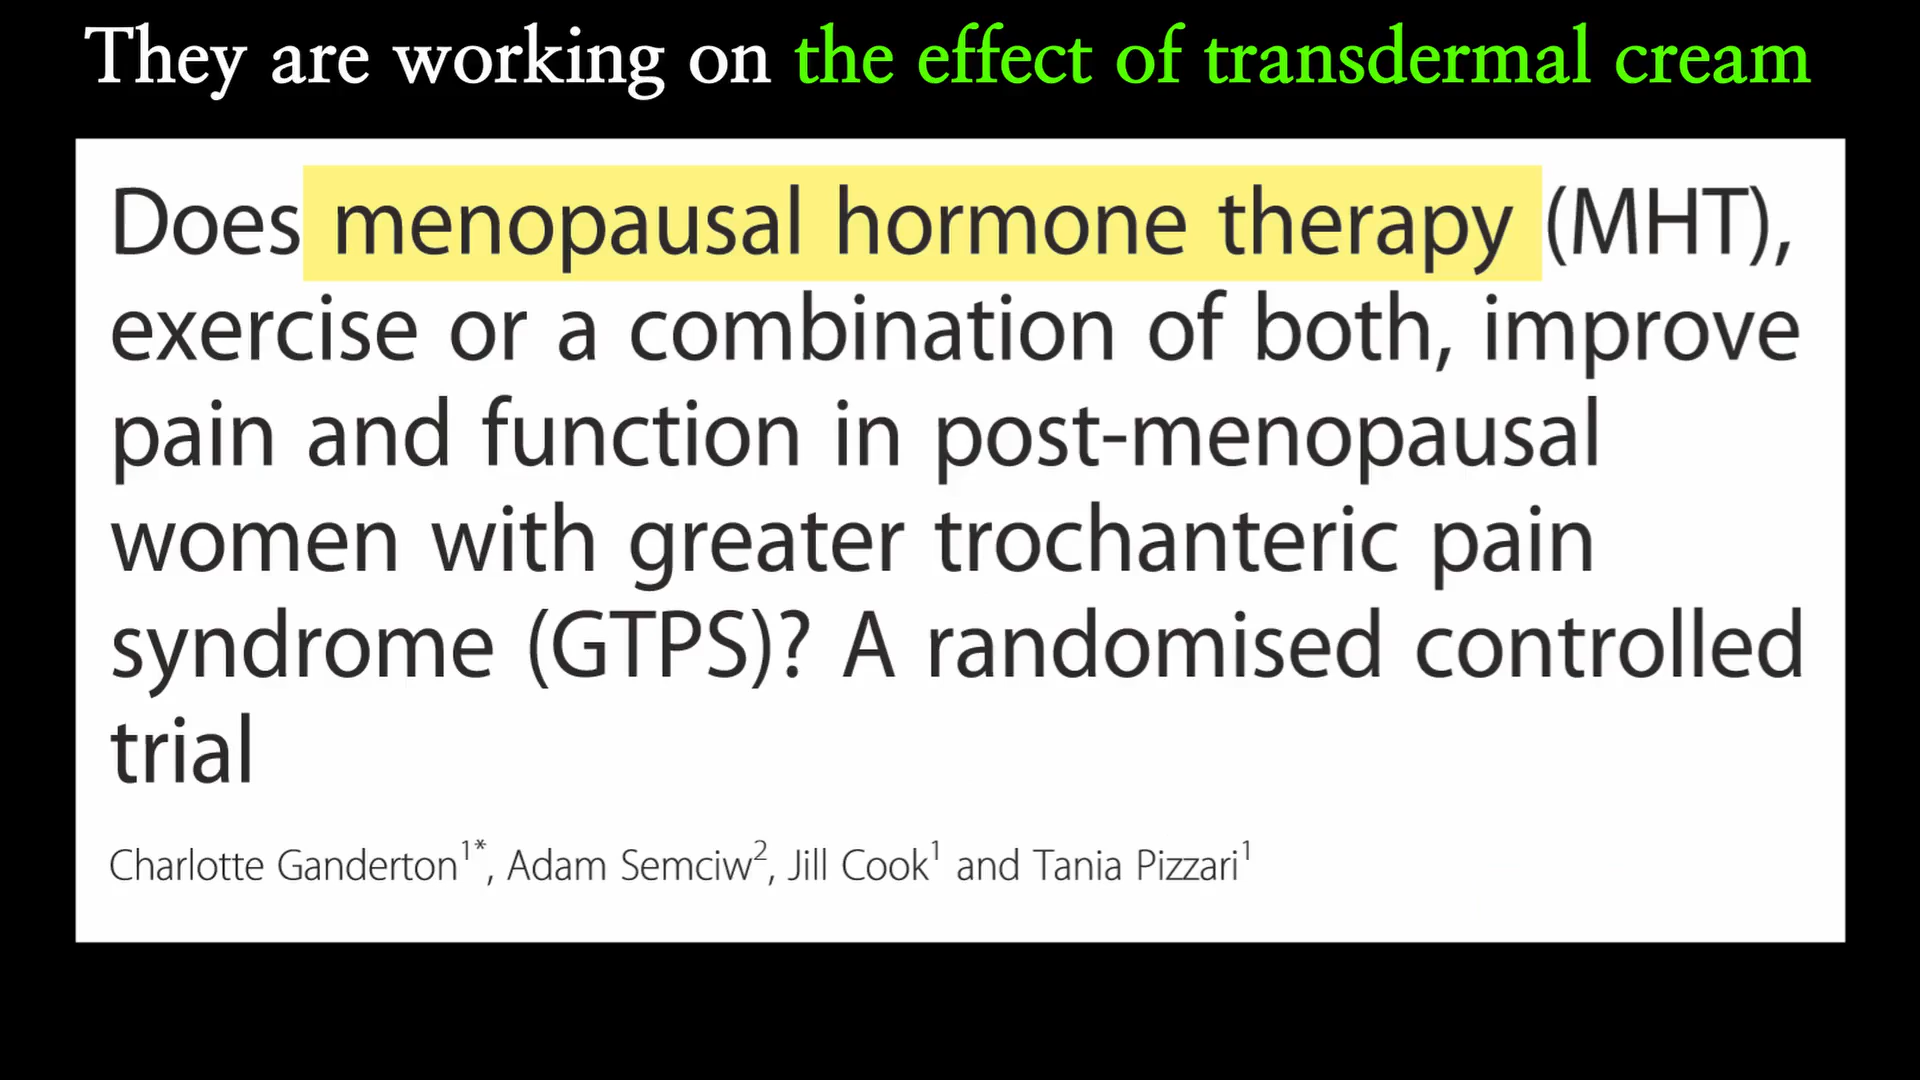 They are working on the effect of transdermal cream
Does menopausal hormone therapy (MHT),
exercise or a combination of both, improve
pain and function in post-menopausal
women with greater trochanteric pain
syndrome (GTPS)? A randomised controlled
trial
Charlotte Ganderton1*, Adam Semciw2, Jill Cook1 and Tania Pizzari1